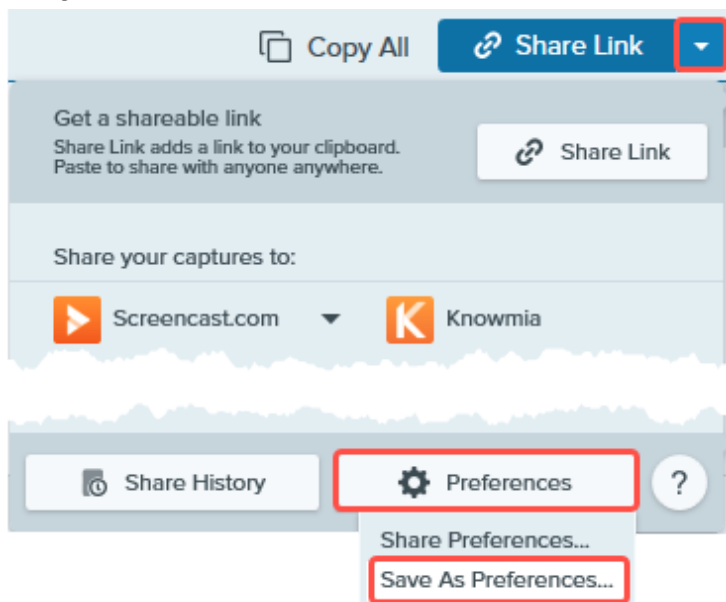 Copy All
Share Link
Get a shareable link
Share Link adds a link to your clipboard.
Paste to share with anyone anywhere.
Share Link
Share your captures to:
Screencast.com
Knowmia
Share History
Preferences
?
Share Preferences...
Save As Preferences...